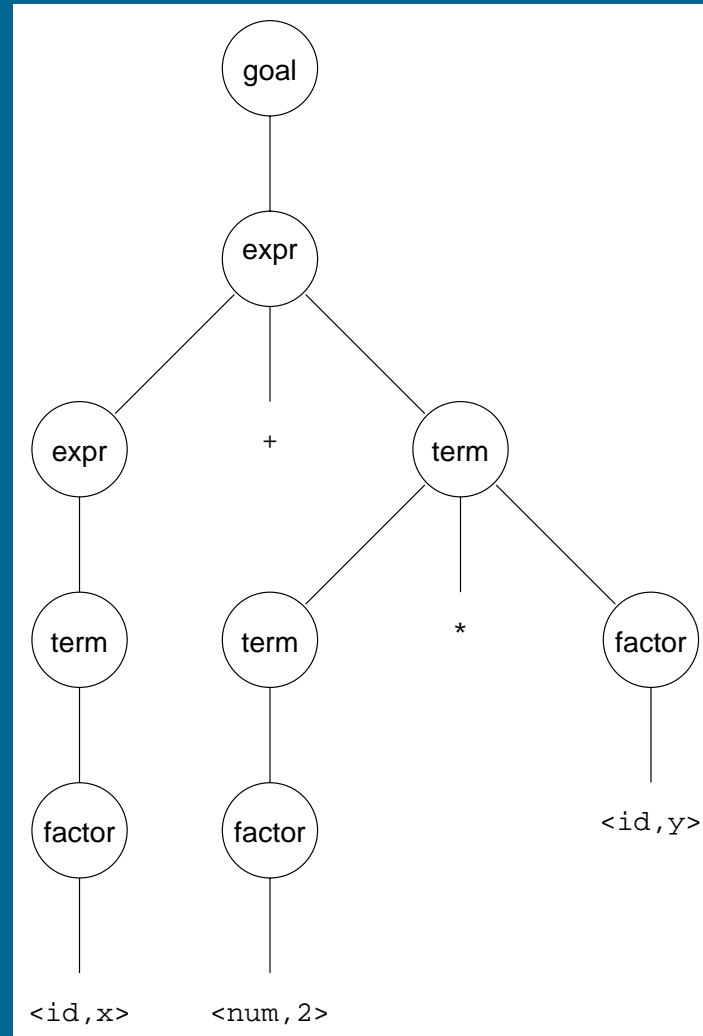 goal
expr
expr + term
term term * factor
factor factor <id,y>
<id,x> <num,2>